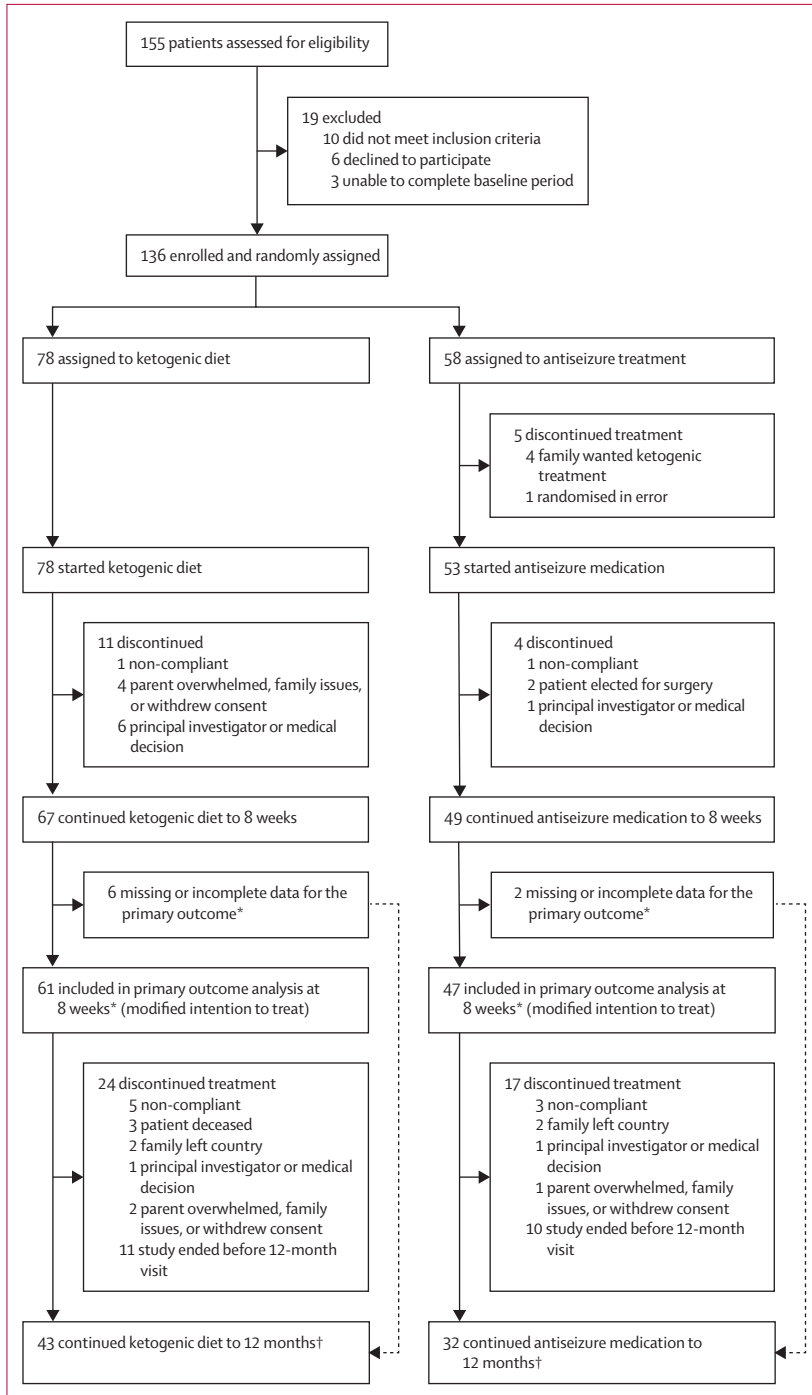 155 patients assessed for eligibility
19 excluded
10 did not meet inclusion criteria
6 declined to participate
3 unable to complete baseline period
136 enrolled and randomly assigned
78 assigned to ketogenic diet
58 assigned to antiseizure treatment
5 discontinued treatment
4 family wanted ketogenic
treatment
1 randomised in error
78 started ketogenic diet
53 started antiseizure medication
11 discontinued
1 non-compliant
4 parent overwhelmed, family issues,
or withdrew consent
6 principal investigator or medical
decision
4 discontinued
1 non-compliant
2 patient elected for surgery
1 principal investigator or medical
decision
67 continued ketogenic diet to 8 weeks
49 continued antiseizure medication to 8 weeks
6 missing or incomplete data for the
primary outcome*
2 missing or incomplete data for the
primary outcome*
61 included in primary outcome analysis at
8 weeks* (modified intention to treat)
47 included in primary outcome analysis at
8 weeks* (modified intention to treat)
24 discontinued treatment
5 non-compliant
3 patient deceased
2 family left country
1 principal investigator or medical
decision
2 parent overwhelmed, family
issues, or withdrew consent
11 study ended before 12-month
visit
17 discontinued treatment
3 non-compliant
2 family left country
1 principal investigator or medical
decision
1 parent overwhelmed, family
issues, or withdrew consent
10 study ended before 12-month
visit
43 continued ketogenic diet to 12 months†
32 continued antiseizure medication to
12 months†